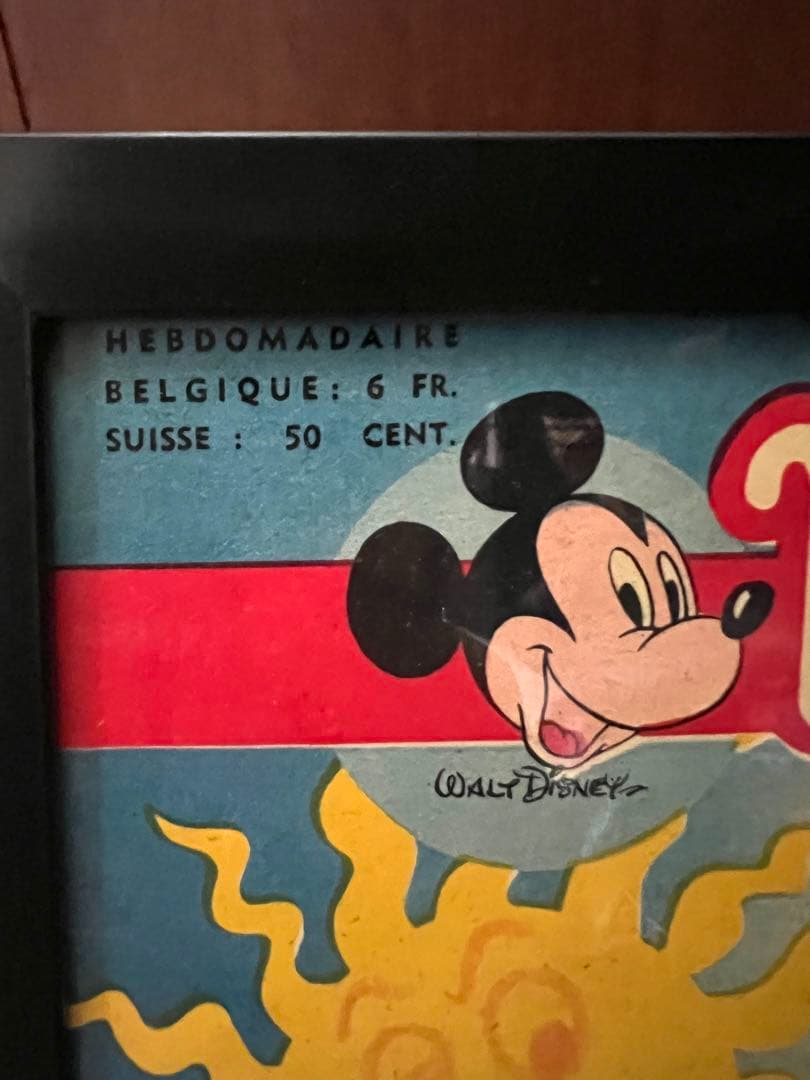 HEBDOMADAIRE
BELGIQUE: 6 FR.
SUISSE : 50 CENT.
WALT DISNEY